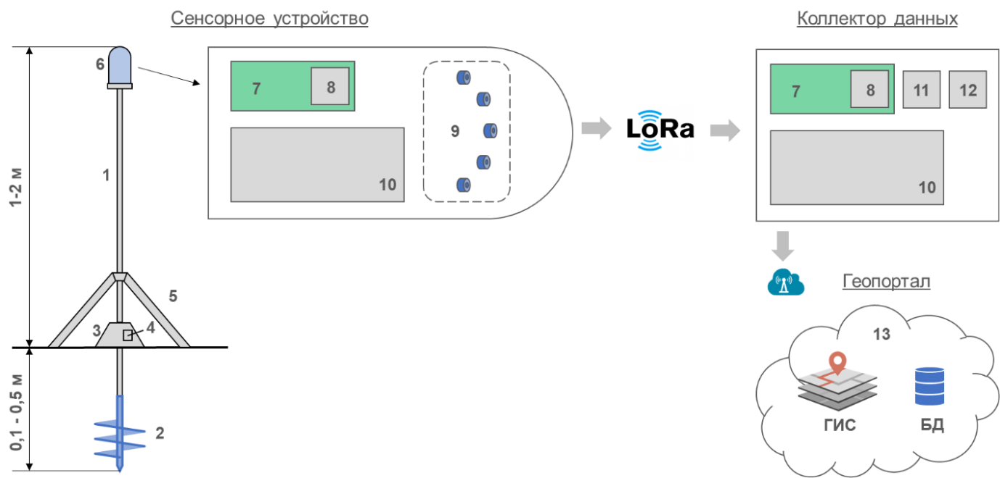 Сенсорное устройство
Коллектор данных
6
7
8
9
10
LoRa
7
8
11
12
10
1-2 м
1
5
3
4
0,1 - 0,5 м
2
Геопортал
13
ГИС
БД